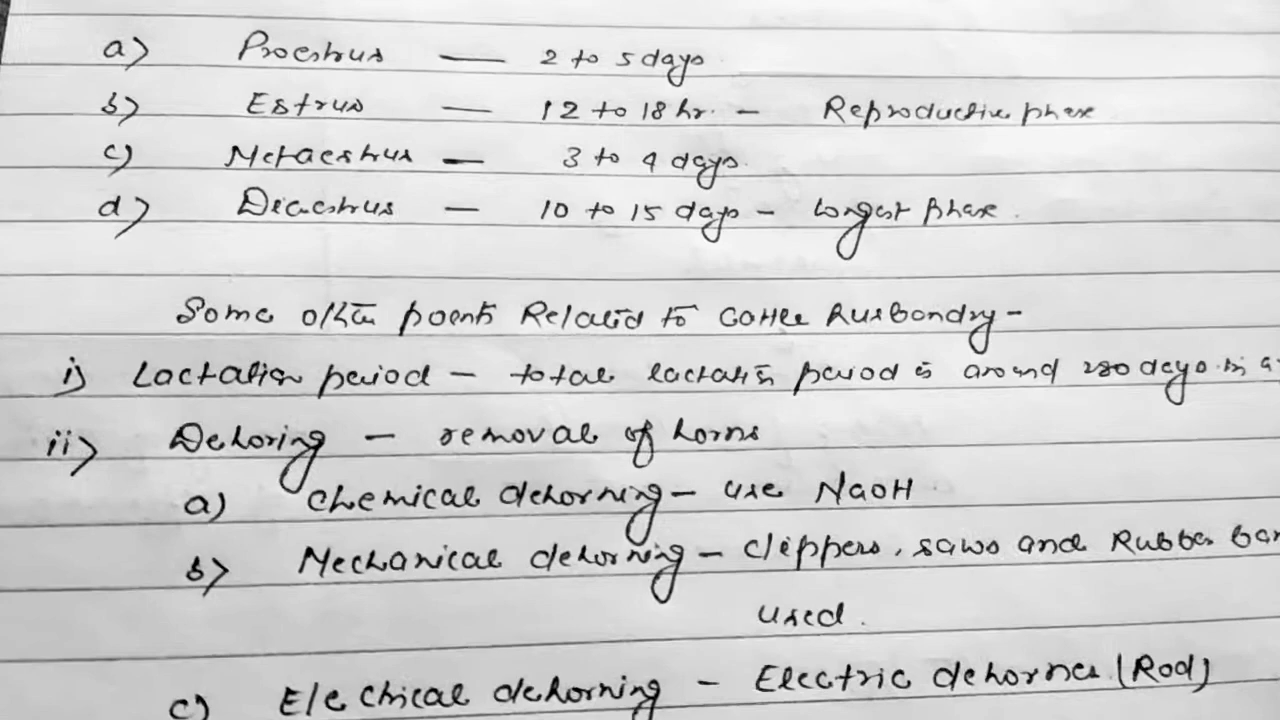 a) Proestrus — 2 to 5 days
b) Estrus — 12 to 18 hr. - Reproductive phase
c) Metaestrus — 3 to 4 days.
d) Diaestrus — 10 to 15 days - longest phase.
Some other points Related to Cattle Husbandry -
i) Lactation period - total lactation period is around 280 days in a
ii) Dehoring - removal of horns
a) Chemical dehorning - use NaOH
b) Mechanical dehorning - clippers, saws and Rubber
used.
c) Electrical dehorning - Electric dehorner (Rod)